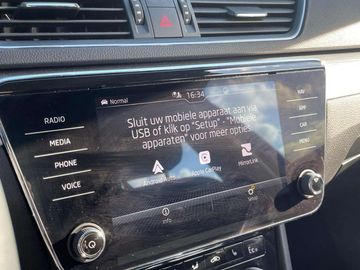 Normal
16:34
RADIO
MEDIA
PHONE
VOICE
NAV
APP
CAR
MENU
Sluit uw mobiele apparaat aan via
USB of klik op "Setup" - "Mobiele
apparaten" voor meer opties.
Android Auto
Apple CarPlay
MirrorLink
Info
Setup